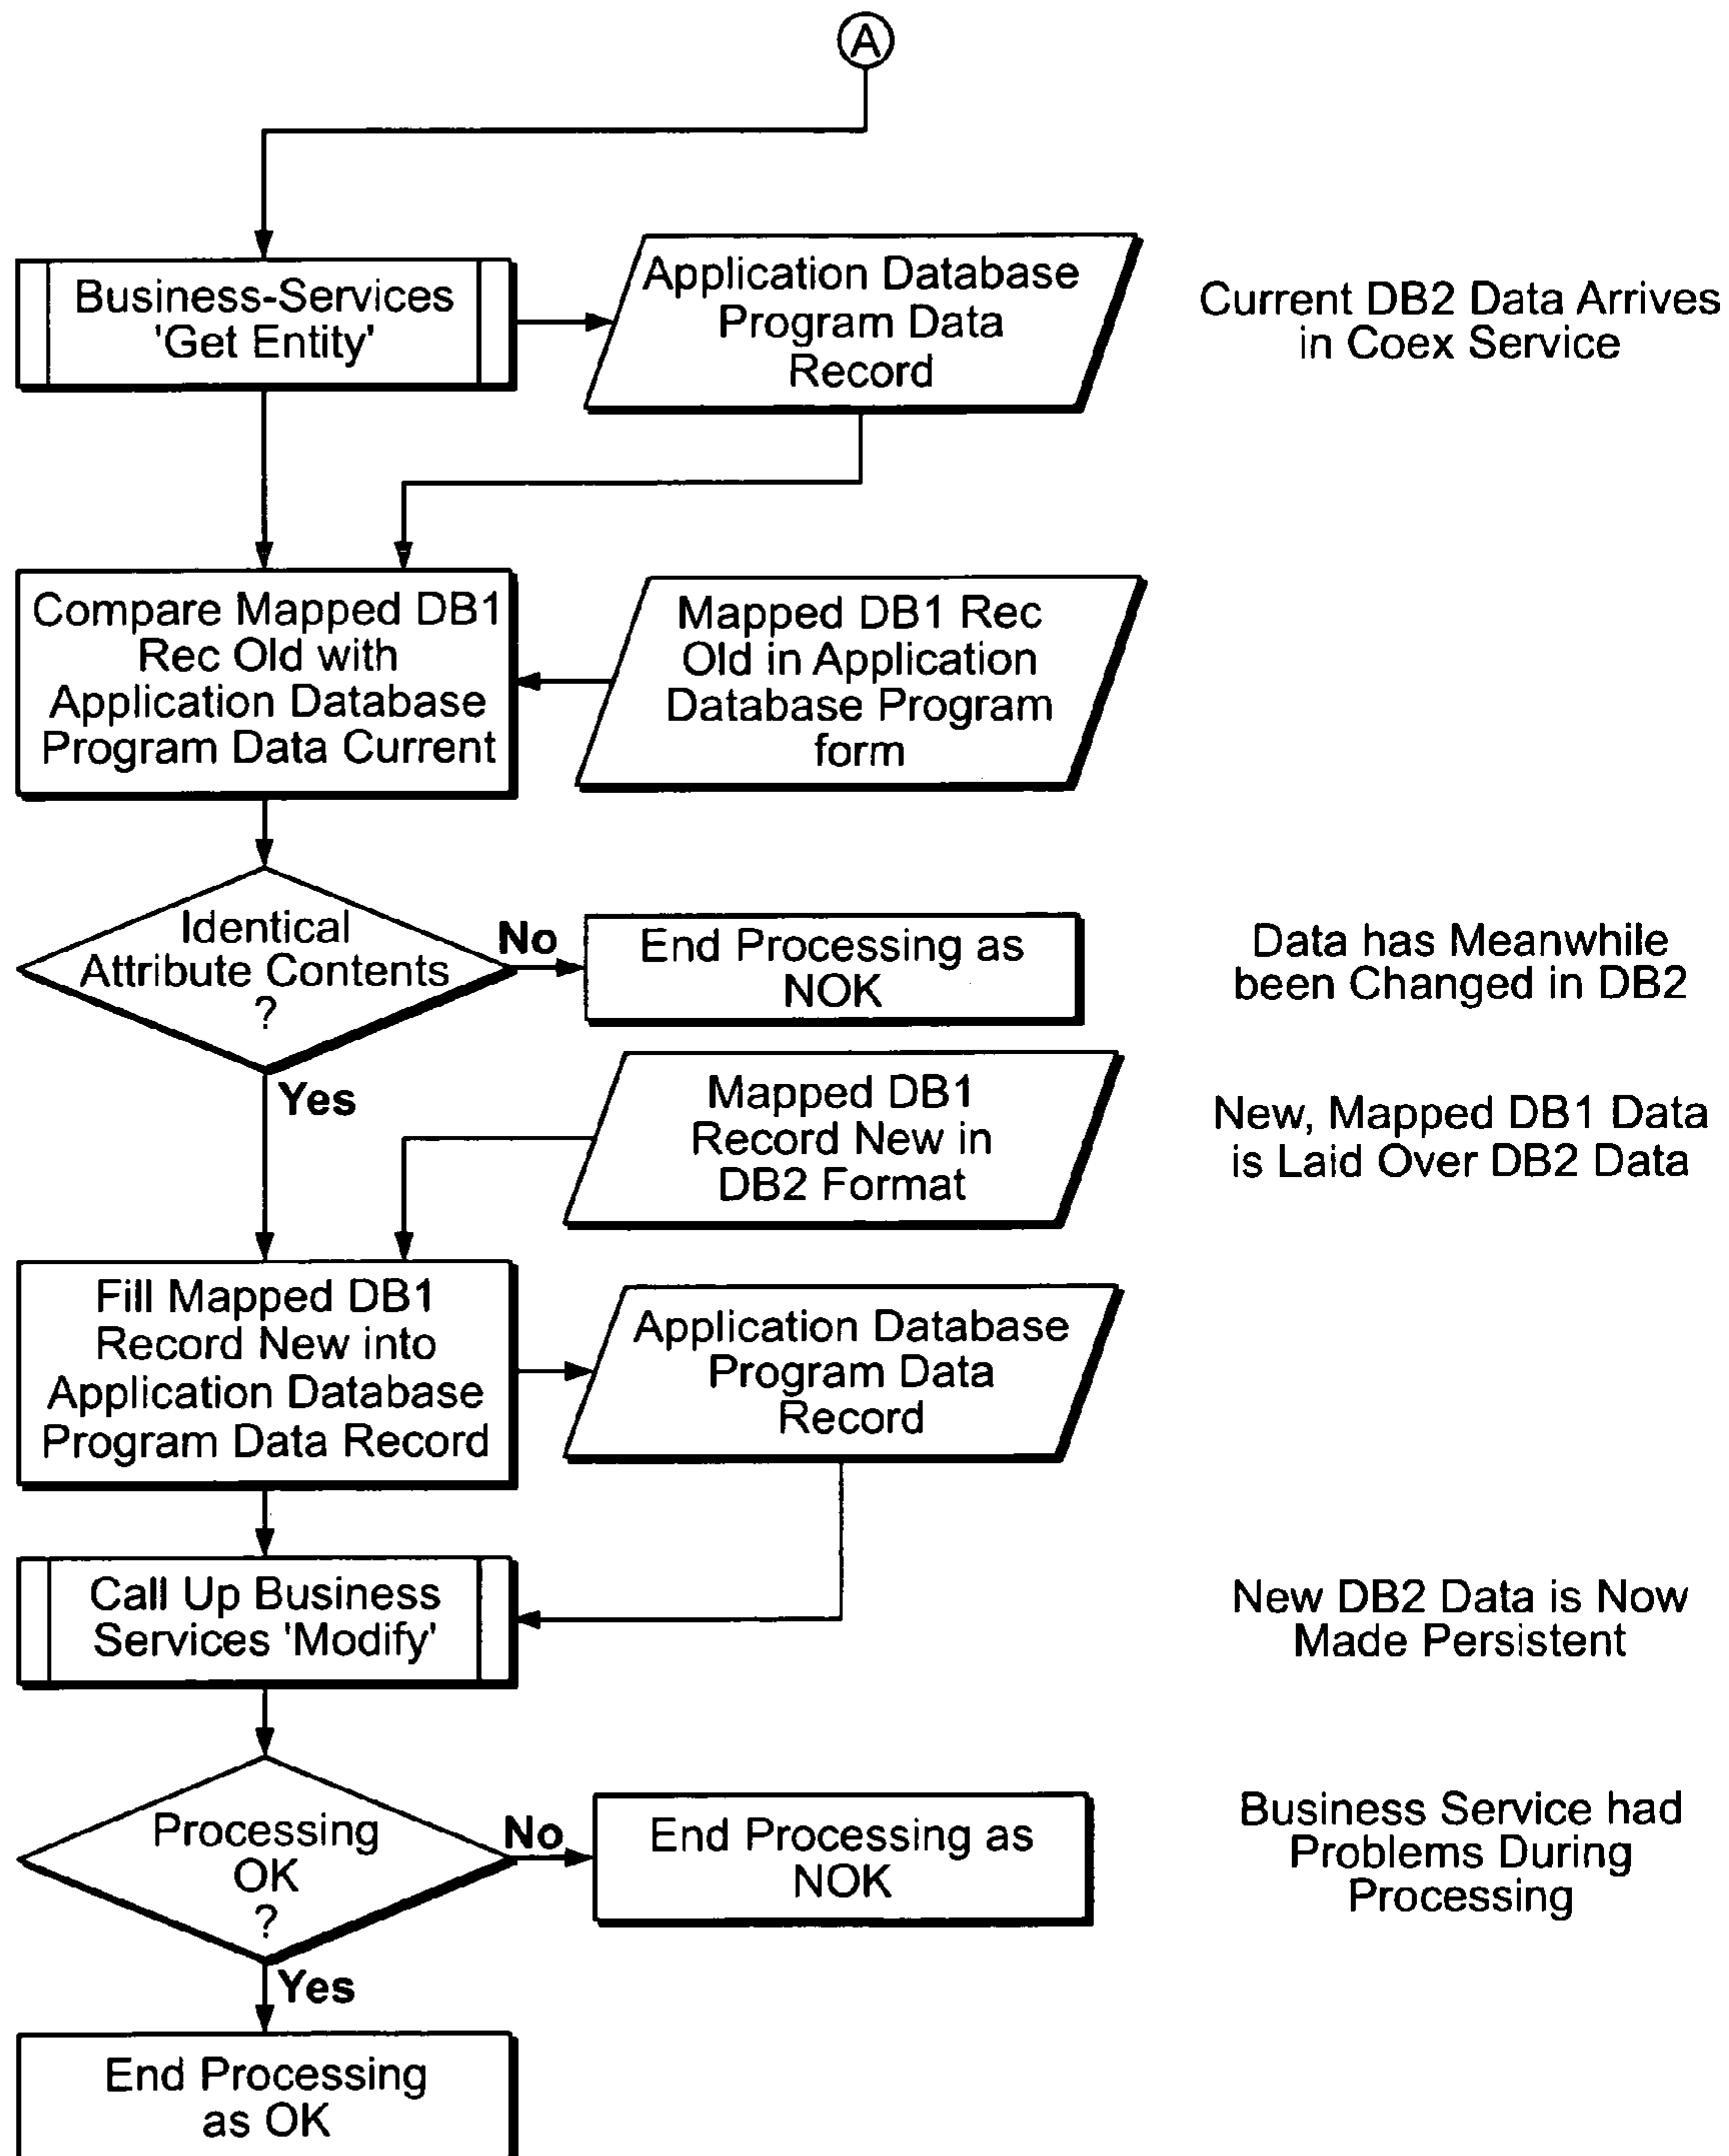 A
Business-Services
'Get Entity'
Application Database
Program Data
Record
Current DB2 Data Arrives
in Coex Service
Compare Mapped DB1
Rec Old with
Application Database
Program Data Current
Mapped DB1 Rec
Old in Application
Database Program
form
Identical
Attribute Contents
?
No
End Processing as
NOK
Data has Meanwhile
been Changed in DB2
Yes
Mapped DB1
Record New in
DB2 Format
New, Mapped DB1 Data
is Laid Over DB2 Data
Fill Mapped DB1
Record New into
Application Database
Program Data Record
Application Database
Program Data
Record
Call Up Business
Services 'Modify'
New DB2 Data is Now
Made Persistent
Processing
OK
?
No
End Processing as
NOK
Business Service had
Problems During
Processing
Yes
End Processing
as OK